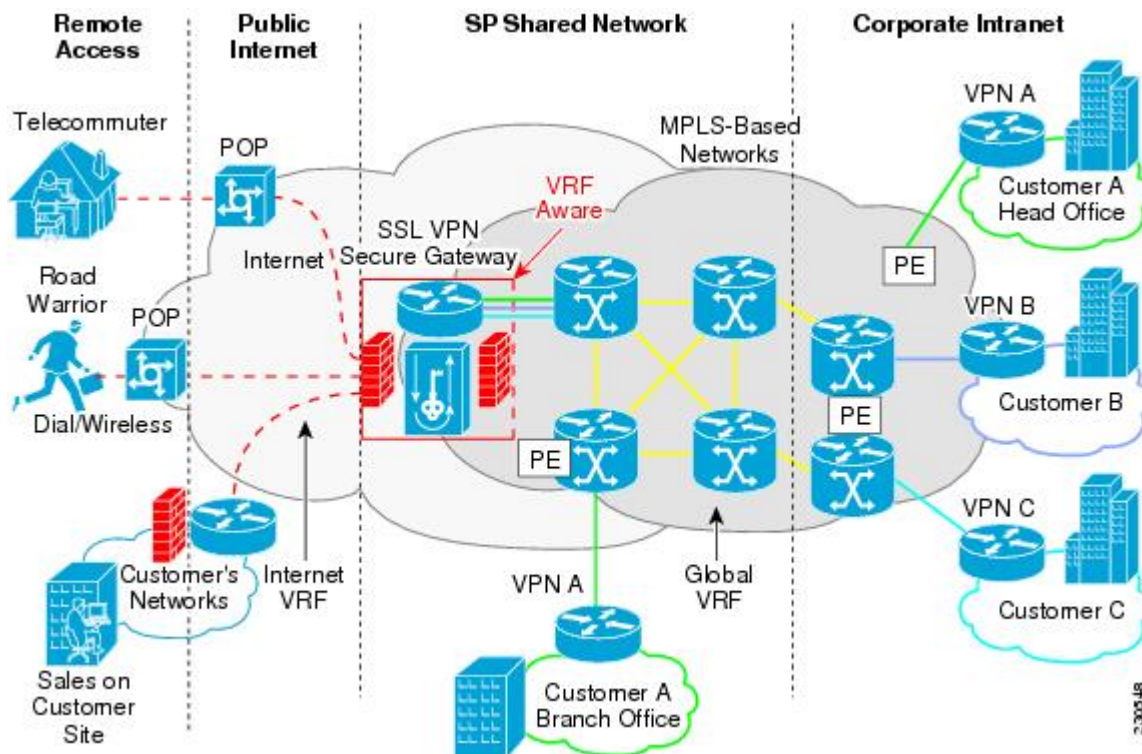 Remote
Access
Public
Internet
SP Shared Network
Corporate Intranet
Telecommuter
POP
MPLS-Based
Networks
VPN A
Customer A
Head Office
VRF
Aware
SSL VPN
Secure Gateway
Internet
PE
Road
Warrior
POP
VPN B
Dial/Wireless
Customer B
PE
PE
Customer's
Networks
Internet
VRF
VPN A
Global
VRF
VPN C
Customer C
Sales on
Customer
Site
Customer A
Branch Office